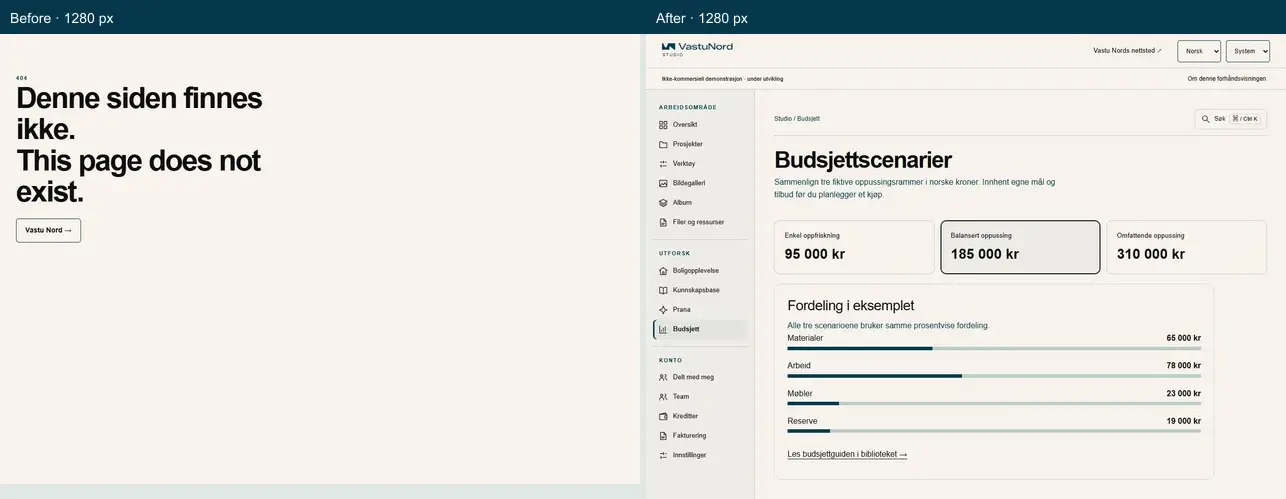 Before · 1280 px
404
Denne siden finnes
ikke.
This page does not
exist.
Vastu Nord →
After · 1280 px
VastuNord
STUDIO
Vastu Nords nettsted ↗
Norsk
System
Ikke-kommersiell demonstrasjon · under utvikling
Om denne forhåndsvisningen
ARBEIDSOMRÅDE
Oversikt
Prosjekter
Verktøy
Bildegalleri
Album
Filer og ressurser
UTFORSK
Boligopplevelse
Kunnskapsbase
Prana
Budsjett
KONTO
Delt med meg
Team
Kreditter
Fakturering
Innstillinger
Studio / Budsjett
Søk ⌘ / Ctrl K
Budsjettscenarier
Sammenlign tre fiktive oppussingsrammer i norske kroner. Innhent egne mål og
tilbud før du planlegger et kjøp.
Enkel oppfriskning
95 000 kr
Balansert oppussing
185 000 kr
Omfattende oppussing
310 000 kr
Fordeling i eksemplet
Alle tre scenarioene bruker samme prosentvise fordeling.
Materialer 65 000 kr
Arbeid 78 000 kr
Møbler 23 000 kr
Reserve 19 000 kr
Les budsjettguiden i biblioteket →